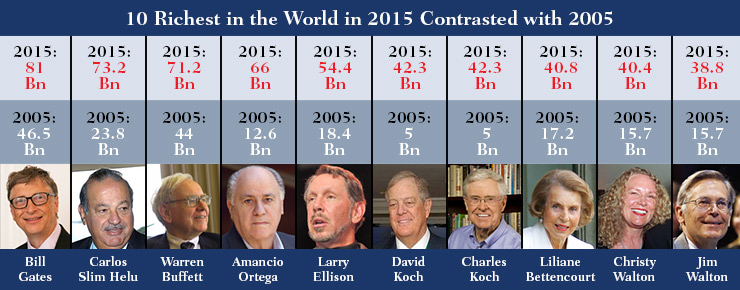 10 Richest in the World in 2015 Contrasted with 2005
2015: 2015: 2015: 2015: 2015: 2015: 2015: 2015: 2015: 2015:
81 73.2 71.2 66 54.4 42.3 42.3 40.8 40.4 38.8
Bn Bn Bn Bn Bn Bn Bn Bn Bn Bn
2005: 2005: 2005: 2005: 2005: 2005: 2005: 2005: 2005: 2005:
46.5 23.8 44 12.6 18.4 5 5 17.2 15.7 15.7
Bn Bn Bn Bn Bn Bn Bn Bn Bn Bn
Bill Carlos Warren Amancio Larry David Charles Liliane Christy Jim
Gates Slim Helu Buffett Ortega Ellison Koch Koch Bettencourt Walton Walton